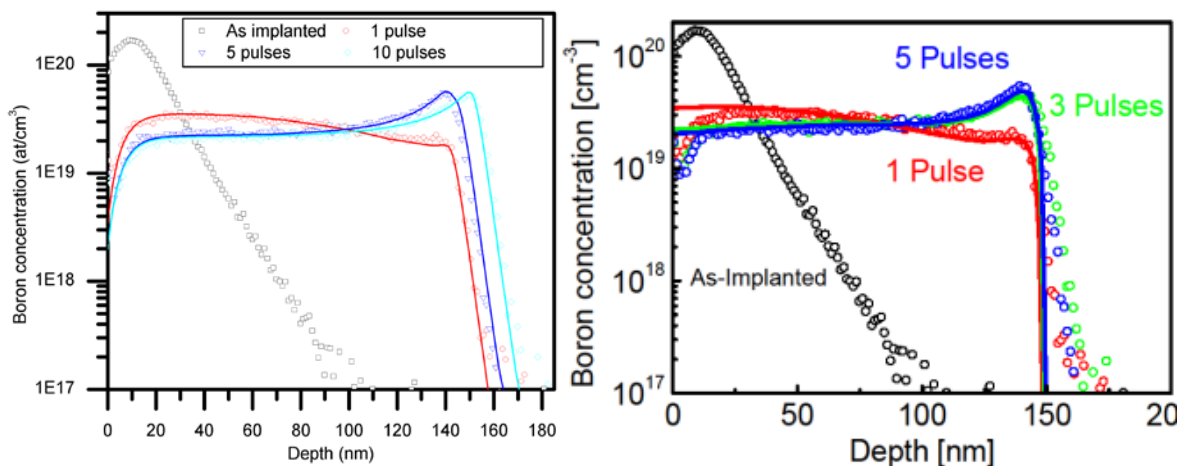 As implanted
1 pulse
5 pulses
10 pulses
1E20
1E19
1E18
1E17
Boron concentration (at/cm³)
0 20 40 60 80 100 120 140 160 180
Depth (nm)
10²⁰
10¹⁹
10¹⁸
10¹⁷
Boron concentration [cm⁻³]
5 Pulses
3 Pulses
1 Pulse
As-Implanted
0 50 100 150 20
Depth [nm]